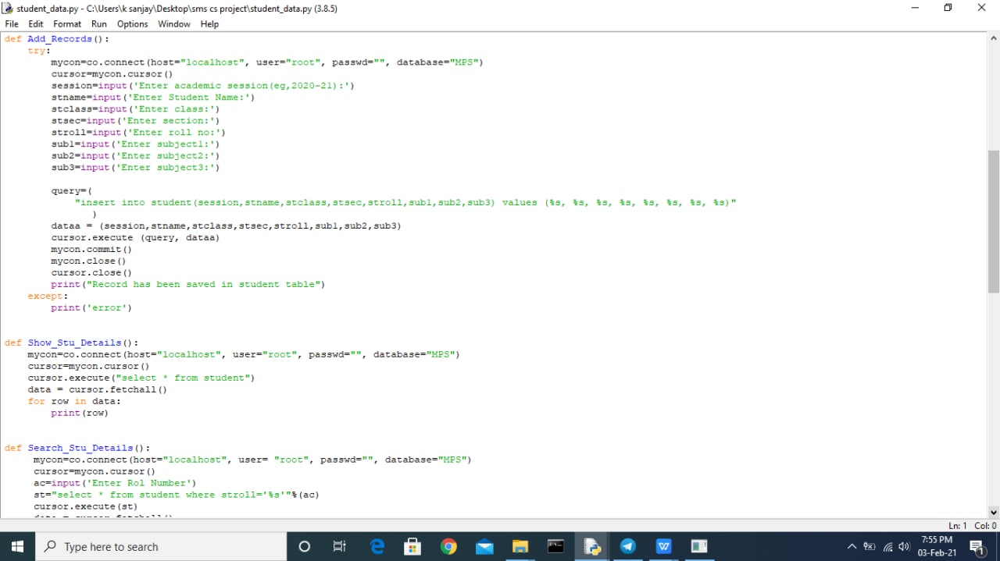 student_data.py - C:\Users\k sanjay\Desktop\sms cs project\student_data.py (3.8.5)
File Edit Format Run Options Window Help
def Add_Records():
    try:
        mycon=co.connect(host="localhost", user="root", passwd="", database="MPS")
        cursor=mycon.cursor()
        session=input('Enter academic session(eg,2020-21):')
        stname=input('Enter Student Name:')
        stclass=input('Enter class:')
        stsec=input('Enter section:')
        stroll=input('Enter roll no:')
        sub1=input('Enter subject1:')
        sub2=input('Enter subject2:')
        sub3=input('Enter subject3:')
        query=(
            "insert into student(session,stname,stclass,stsec,stroll,sub1,sub2,sub3) values (%s, %s, %s, %s, %s, %s, %s, %s)"
               )
        dataa = (session,stname,stclass,stsec,stroll,sub1,sub2,sub3)
        cursor.execute (query, dataa)
        mycon.commit()
        mycon.close()
        cursor.close()
        print("Record has been saved in student table")
    except:
        print('error')
def Show_Stu_Details():
    mycon=co.connect(host="localhost", user="root", passwd="", database="MPS")
    cursor=mycon.cursor()
    cursor.execute("select * from student")
    data = cursor.fetchall()
    for row in data:
        print(row)
def Search_Stu_Details():
     mycon=co.connect(host="localhost", user= "root", passwd="", database="MPS")
     cursor=mycon.cursor()
     ac=input('Enter Rol Number')
     st="select * from student where stroll='%s'"%(ac)
     cursor.execute(st)
     data = cursor.fetchall()
Ln: 1 Col: 0
Type here to search
7:55 PM
03-Feb-21
1